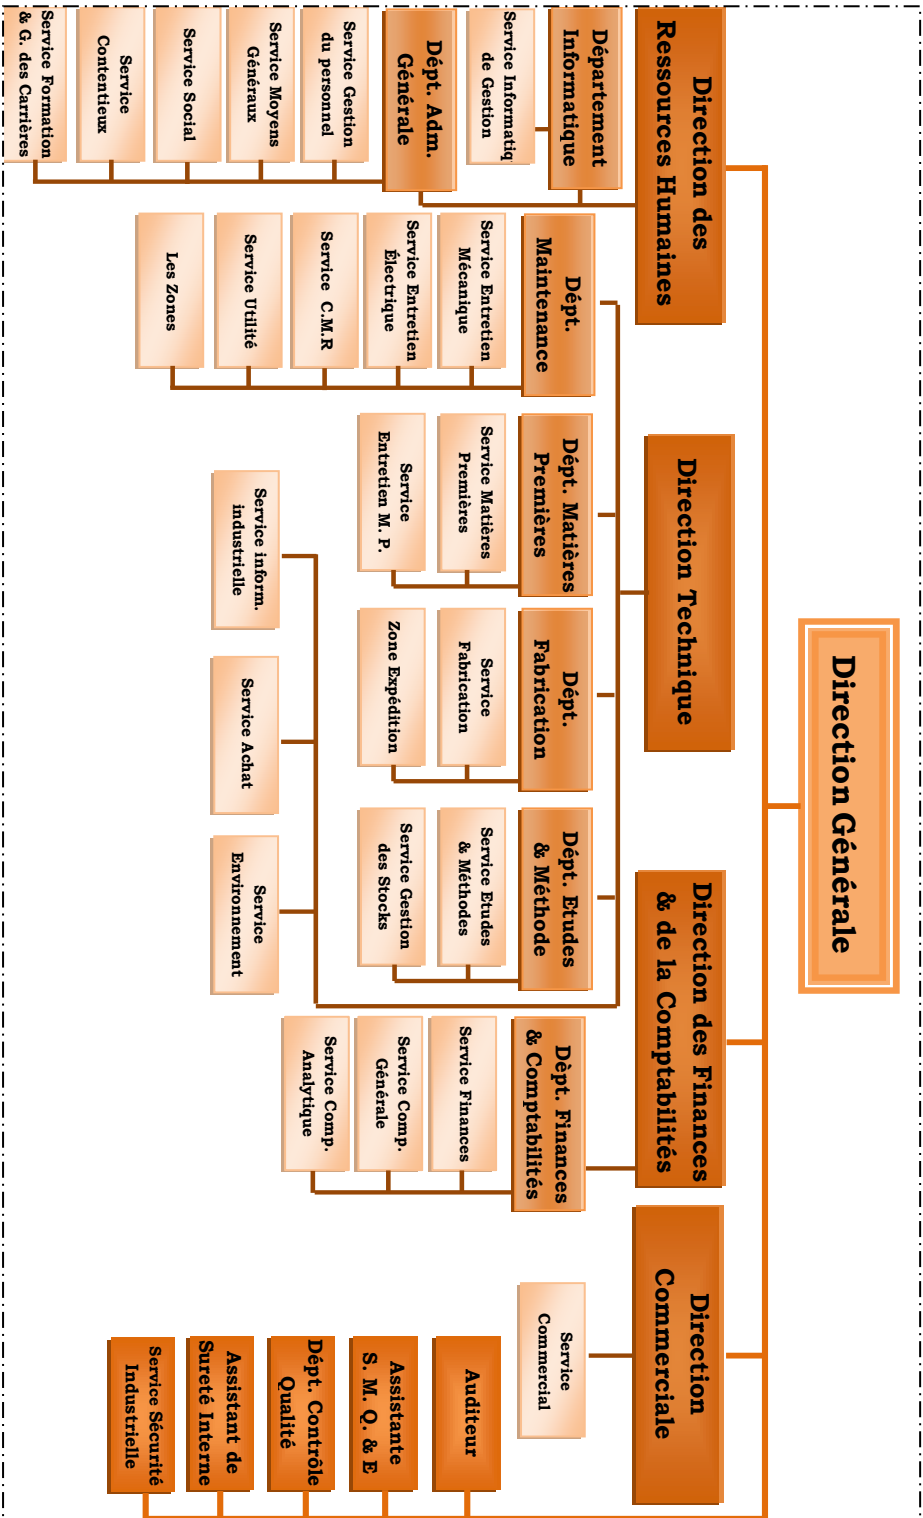 Direction Générale
Direction des
Ressources Humaines
Direction Technique
Direction des Finances
& de la Comptabilités
Direction
Commerciale
Département
Informatique
Service Informatiq
de Gestion
Dépt. Adm.
Générale
Service Gestion
du personnel
Service Moyens
Généraux
Service Social
Service
Contentieux
Service Formation
& G. des Carrières
Dépt.
Maintenance
Service Entretien
Mécanique
Service Entretien
Électrique
Service C.M.R
Service Utilité
Les Zones
Dépt. Matières
Premières
Service Matières
Premières
Service
Entretien M. P.
Dépt.
Fabrication
Service
Fabrication
Zone Expédition
Dépt. Etudes
& Méthode
Service Etudes
& Méthodes
Service Gestion
des Stocks
Service inform.
industrielle
Service Achat
Service
Environnement
Dèpt. Finances
& Comptabilités
Service Finances
Service Comp.
Générale
Service Comp.
Analytique
Service
Commercial
Auditeur
Assistante
S. M. Q. & E
Dépt. Contrôle
Qualité
Assistant de
Sureté Interne
Service Sécurité
Industrielle